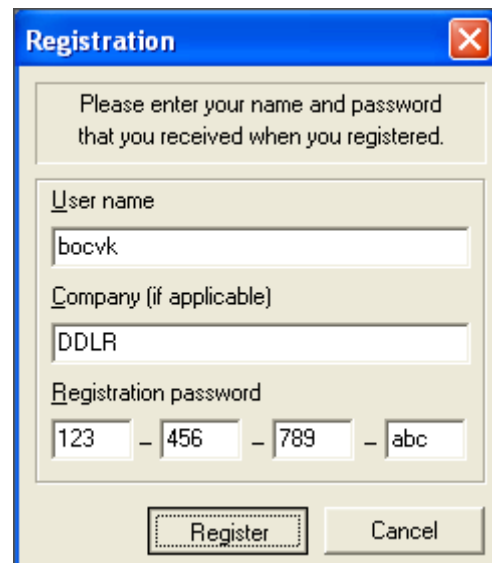 Registration
Please enter your name and password
that you received when you registered.
User name
bocvk
Company (if applicable)
DDLR
Registration password
123 – 456 – 789 – abc
Register Cancel